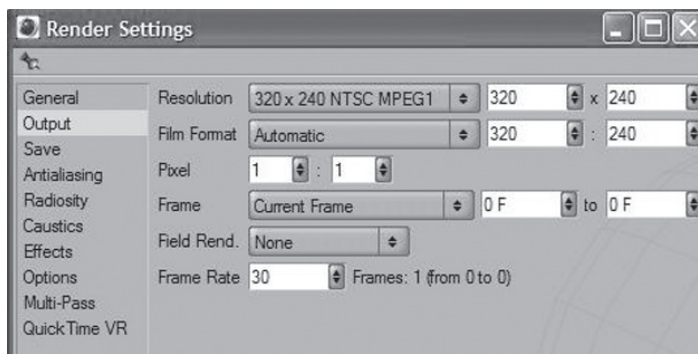 Render Settings
General
Output
Save
Antialiasing
Radiosity
Caustics
Effects
Options
Multi-Pass
QuickTime VR
Resolution 320 x 240 NTSC MPEG1 320 x 240
Film Format Automatic 320 : 240
Pixel 1 : 1
Frame Current Frame 0 F to 0 F
Field Rend. None
Frame Rate 30 Frames: 1 (from 0 to 0)